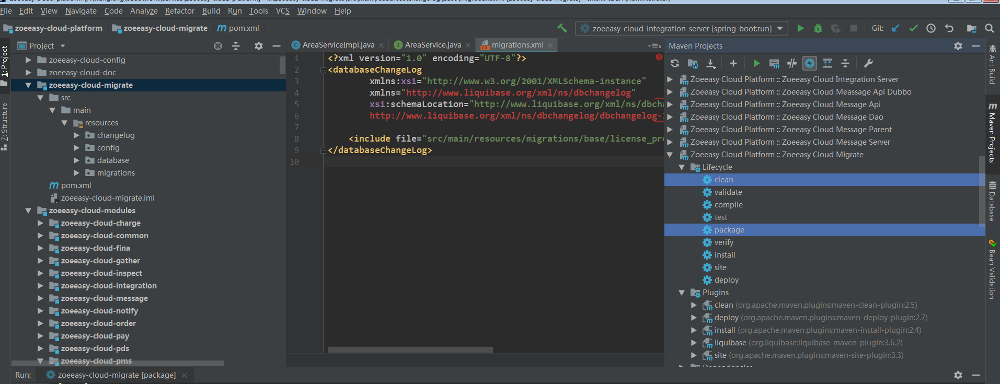 File Edit View Navigate Code Analyze Refactor Build Run Tools VCS Window Help
zoeeasy-cloud-platform zoeeasy-cloud-migrate pom.xml
zoeeasy-cloud-integration-server [spring-boot:run] Git:
1: Project
7: Structure
Project
zoeeasy-cloud-config
zoeeasy-cloud-doc
zoeeasy-cloud-migrate
src
main
resources
changelog
config
database
migrations
pom.xml
zoeeasy-cloud-migrate.iml
zoeeasy-cloud-modules
zoeeasy-cloud-charge
zoeeasy-cloud-common
zoeeasy-cloud-fina
zoeeasy-cloud-gather
zoeeasy-cloud-inspect
zoeeasy-cloud-integration
zoeeasy-cloud-message
zoeeasy-cloud-notify
zoeeasy-cloud-order
zoeeasy-cloud-pay
zoeeasy-cloud-pds
zoeeasy-cloud-pms
AreaServiceImpl.java AreaService.java migrations.xml
1 <?xml version="1.0" encoding="UTF-8"?>
2 <databaseChangeLog
3 xmlns:xsi="http://www.w3.org/2001/XMLSchema-instance"
4 xmlns="http://www.liquibase.org/xml/ns/dbchangelog"
5 xsi:schemaLocation="http://www.liquibase.org/xml/ns/dbcha
6 http://www.liquibase.org/xml/ns/dbchangelog/dbchangelog-
7
8 <include file="src/main/resources/migrations/base/license_pr
9 </databaseChangeLog>
10
Maven Projects
Zoeeasy Cloud Platform :: Zoeeasy Cloud Integration Server
Zoeeasy Cloud Platform :: Zoeeasy Cloud Meassage Api Dubbo
Zoeeasy Cloud Platform :: Zoeeasy Cloud Message Api
Zoeeasy Cloud Platform :: Zoeeasy Cloud Message Dao
Zoeeasy Cloud Platform :: Zoeeasy Cloud Message Parent
Zoeeasy Cloud Platform :: Zoeeasy Cloud Message Server
Zoeeasy Cloud Platform :: Zoeeasy Cloud Migrate
Lifecycle
clean
validate
compile
test
package
verify
install
site
deploy
Plugins
clean (org.apache.maven.plugins:maven-clean-plugin:2.5)
deploy (org.apache.maven.plugins:maven-deploy-plugin:2.7)
install (org.apache.maven.plugins:maven-install-plugin:2.4)
liquibase (org.liquibase:liquibase-maven-plugin:3.6.2)
site (org.apache.maven.plugins:maven-site-plugin:3.3)
Dependencies
Ant Build
Maven Projects
Database
Bean Validation
Run: zoeeasy-cloud-migrate [package]